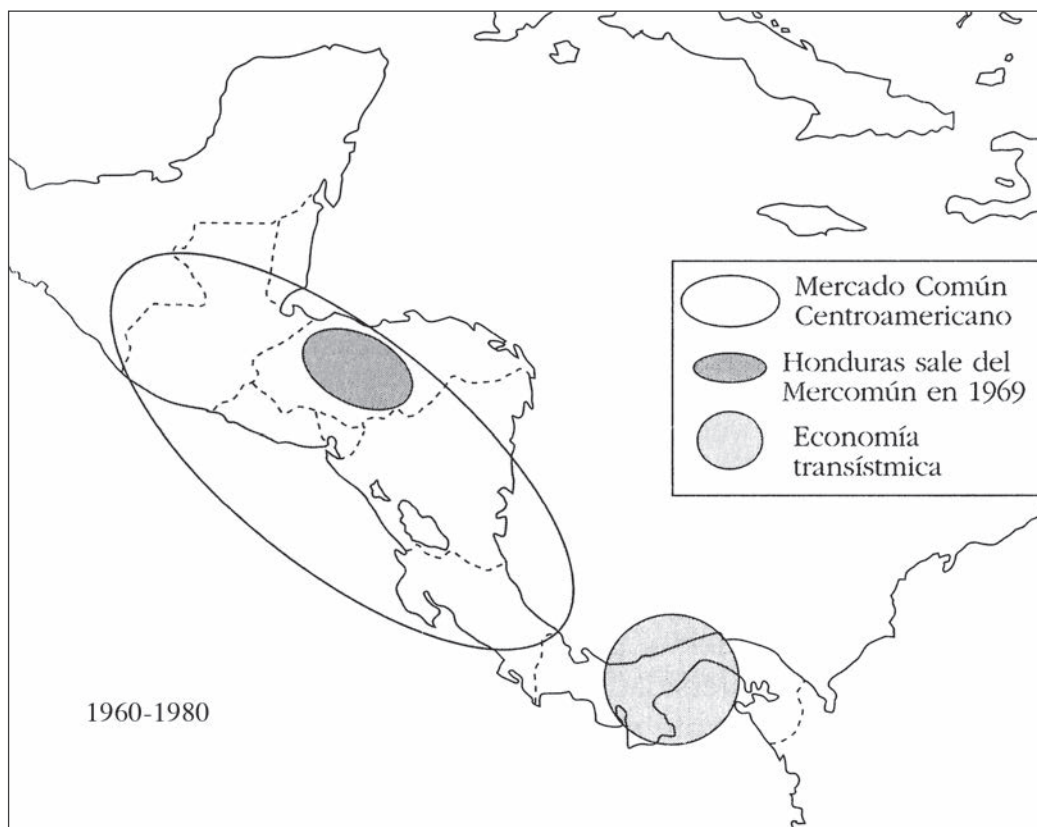 Mercado Común
Centroamericano
Honduras sale del
Mercomún en 1969
Economía
transístmica
1960-1980